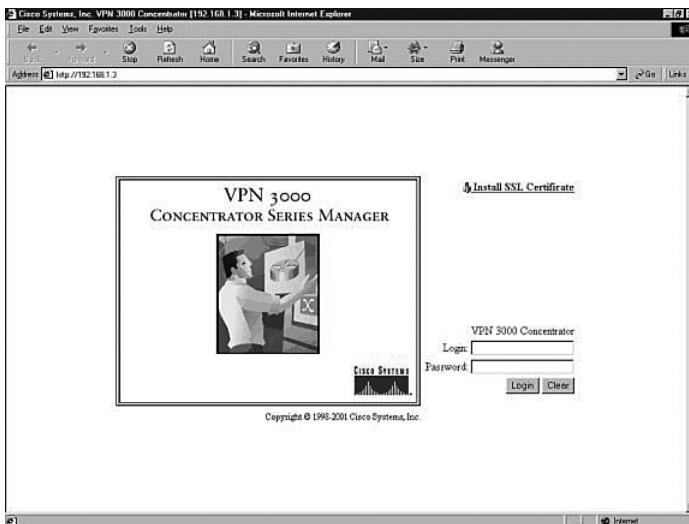 Cisco Systems, Inc. VPN 3000 Concentrator [192.168.1.3] - Microsoft Internet Explorer
File Edit View Favorites Tools Help
Back Forward Stop Refresh Home Search Favorites History Mail Size Print Messenger
Address http://192.168.1.3 Go Links
Install SSL Certificate
VPN 3000
CONCENTRATOR SERIES MANAGER
VPN 3000 Concentrator
Login:
Password:
CISCO SYSTEMS
Login Clear
Copyright © 1998-2001 Cisco Systems, Inc.
Internet